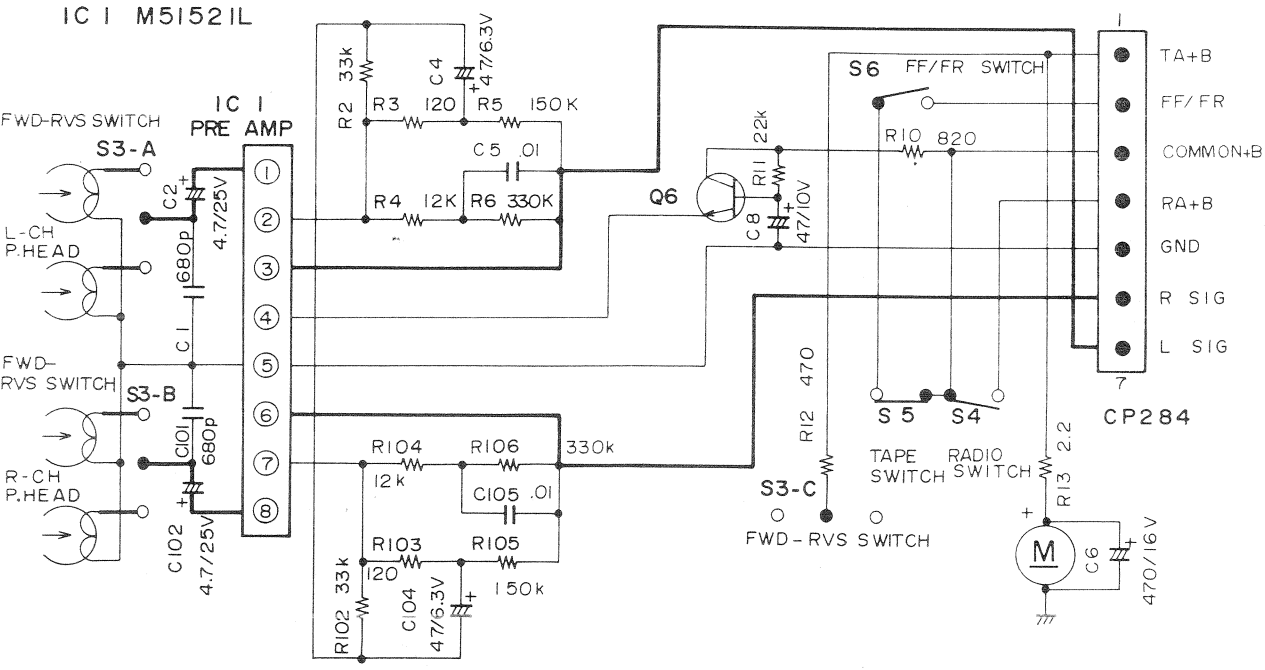 IC 1 M51521L
IC 1
PRE AMP
FWD-RVS SWITCH
S3-A
L-CH
P.HEAD
FWD-
RVS SWITCH
S3-B
R-CH
P.HEAD
C2
+
4.7/25V
680p
C1
C101
680p
+
C102
4.7/25V
1
2
3
4
5
6
7
8
R2 33k
C4
+
47/6.3V
R3 120
R5 150K
C5 .01
R4 12K
R6 330K
R104
12k
R106
330k
C105 .01
R103
120
R105
150k
R102 33k
C104
47/6.3V
+
Q6
R11 22k
C8
+
47/10V
R10 820
S6 FF/FR SWITCH
R12 470
S5
S4
TAPE
SWITCH
RADIO
SWITCH
S3-C
FWD-RVS SWITCH
R13 2.2
+
M
C6
+
470/16V
1
TA+B
FF/FR
COMMON+B
RA+B
GND
R SIG
L SIG
7
CP284